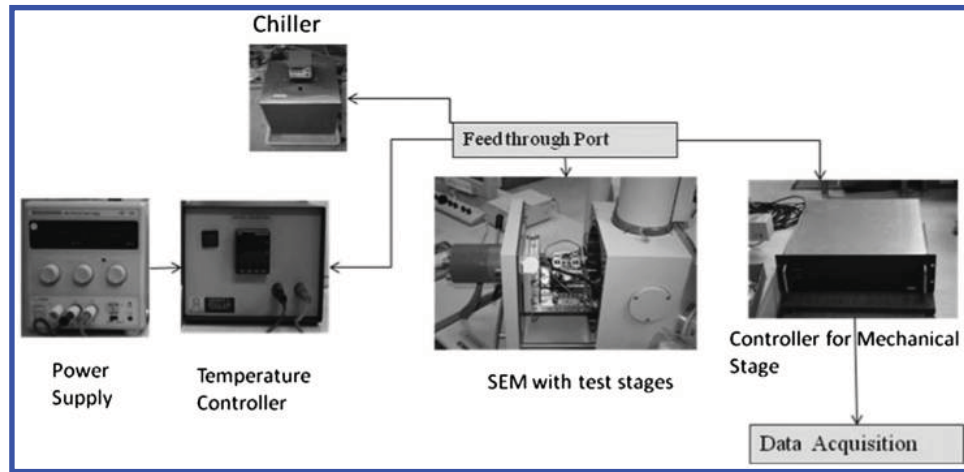 Chiller
Feed through Port
Power
Supply
Temperature
Controller
SEM with test stages
Controller for Mechanical
Stage
Data Acquisition